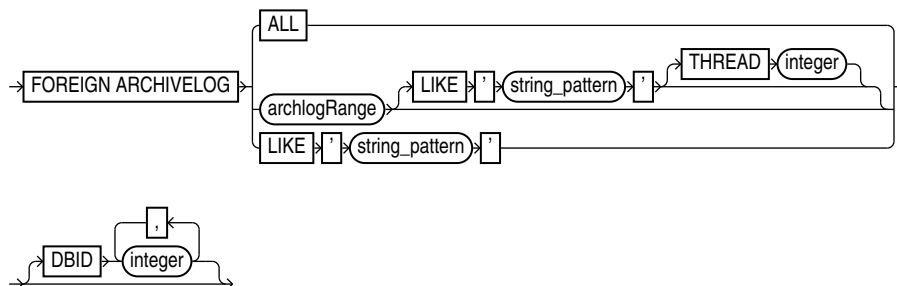 ALL
FOREIGN ARCHIVELOG archlogRange LIKE ' string_pattern ' THREAD integer
LIKE ' string_pattern '
,
DBID integer